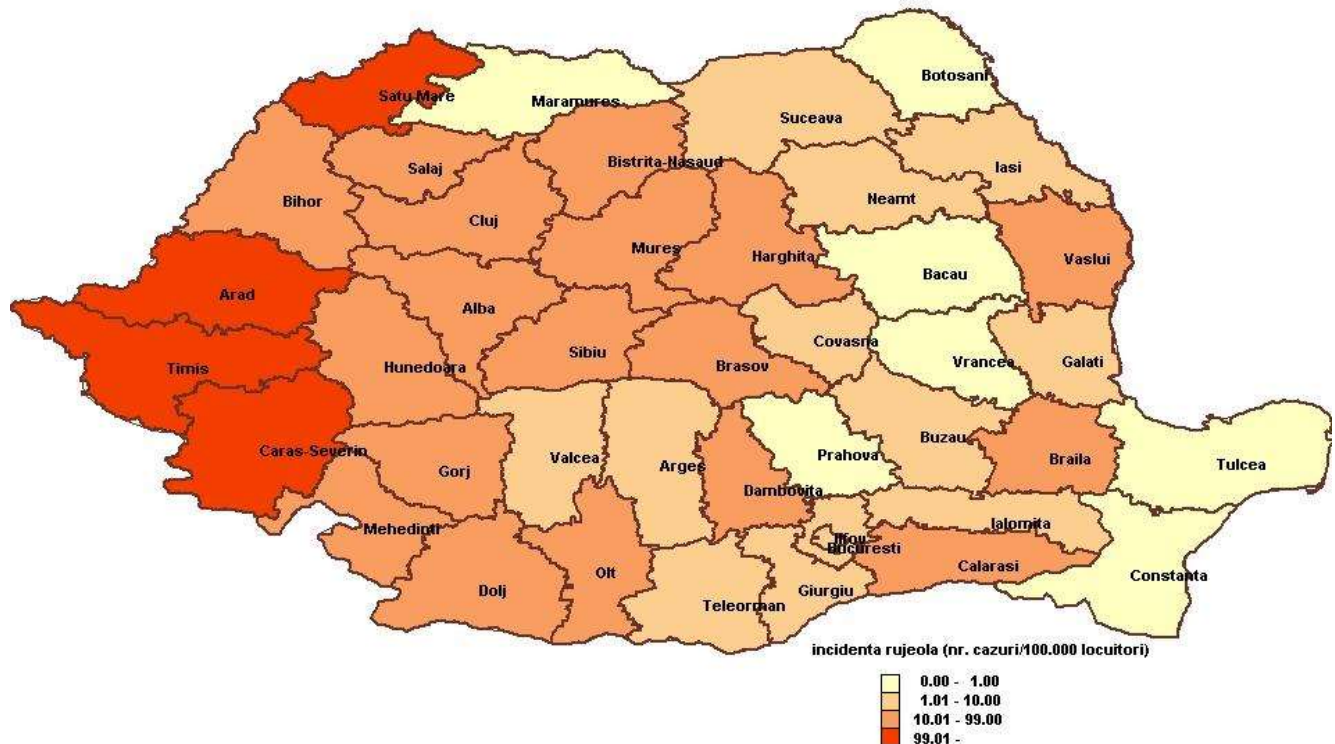 Botosani
Satu Mare
Maramures
Suceava
Salaj
Bistrita-Nasaud
Iasi
Bihor
Neamt
Cluj
Mures
Harghita
Vaslui
Bacau
Arad
Alba
Covasna
Sibiu
Timis
Hunedoara
Brasov
Vrancea
Galati
Caras-Severin
Valcea
Buzau
Gorj
Arges
Prahova
Braila
Tulcea
Dambovita
Mehedinti
Ialomita
Ilfov
Bucuresti
Calarasi
Constanta
Olt
Dolj
Giurgiu
Teleorman
incidenta rujeola (nr. cazuri/100.000 locuitori)
0.00 - 1.00
1.01 - 10.00
10.01 - 99.00
99.01 -